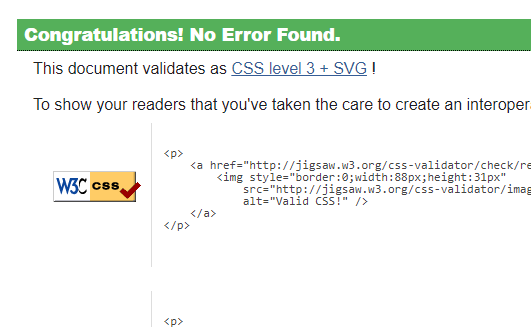 Congratulations! No Error Found.
This document validates as CSS level 3 + SVG !
To show your readers that you've taken the care to create an interoper
<p>
<a href="http://jigsaw.w3.org/css-validator/check/re
<img style="border:0;width:88px;height:31px"
src="http://jigsaw.w3.org/css-validator/imag
alt="Valid CSS!" />
</a>
</p>
W3C css
<p>